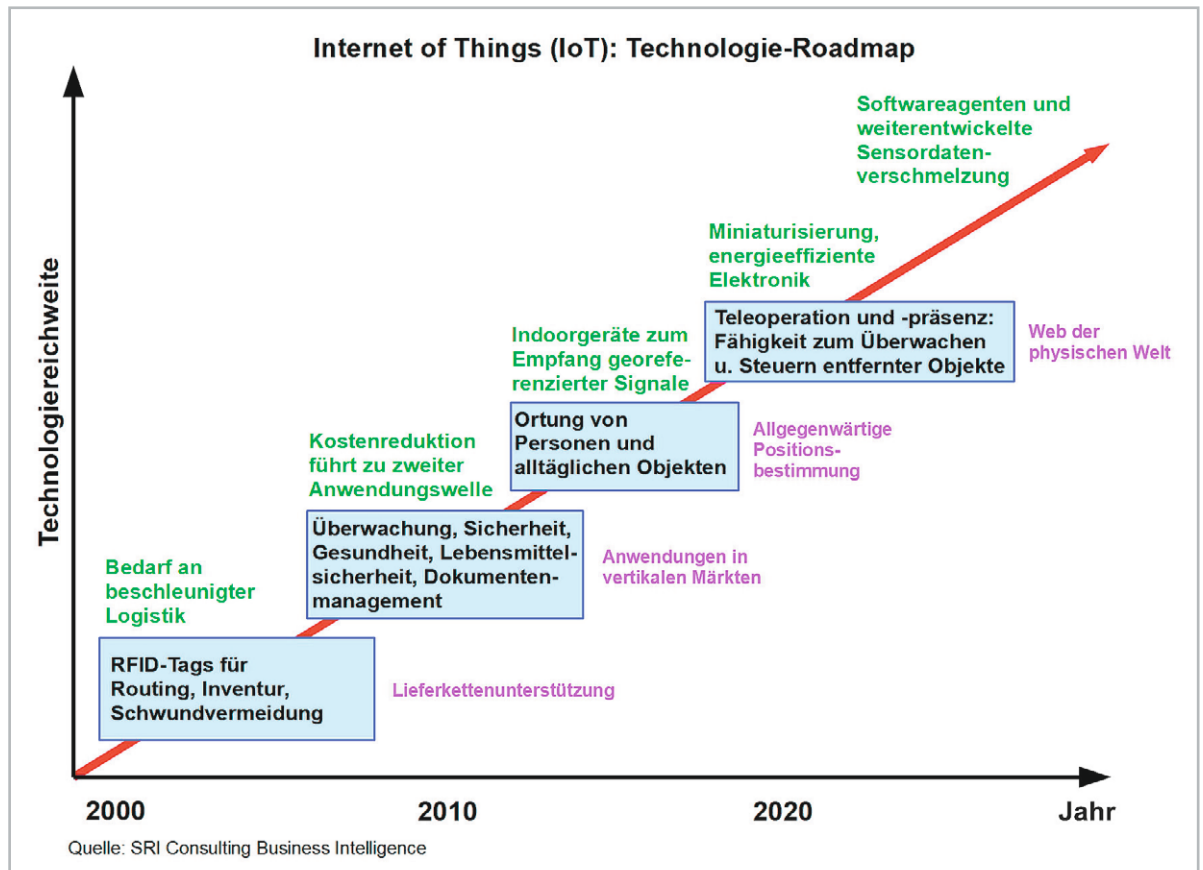 Internet of Things (IoT): Technologie-Roadmap
Technologiereichweite
Softwareagenten und
weiterentwickelte
Sensordaten-
verschmelzung
Miniaturisierung,
energieeffiziente
Elektronik
Teleoperation und -präsenz:
Fähigkeit zum Überwachen
u. Steuern entfernter Objekte
Web der
physischen Welt
Indoorgeräte zum
Empfang georefe-
renzierter Signale
Ortung von
Personen und
alltäglichen Objekten
Allgegenwärtige
Positions-
bestimmung
Kostenreduktion
führt zu zweiter
Anwendungswelle
Überwachung, Sicherheit,
Gesundheit, Lebensmittel-
sicherheit, Dokumenten-
management
Anwendungen in
vertikalen Märkten
Bedarf an
beschleunigter
Logistik
RFID-Tags für
Routing, Inventur,
Schwundvermeidung
Lieferkettenunterstützung
2000 2010 2020 Jahr
Quelle: SRI Consulting Business Intelligence